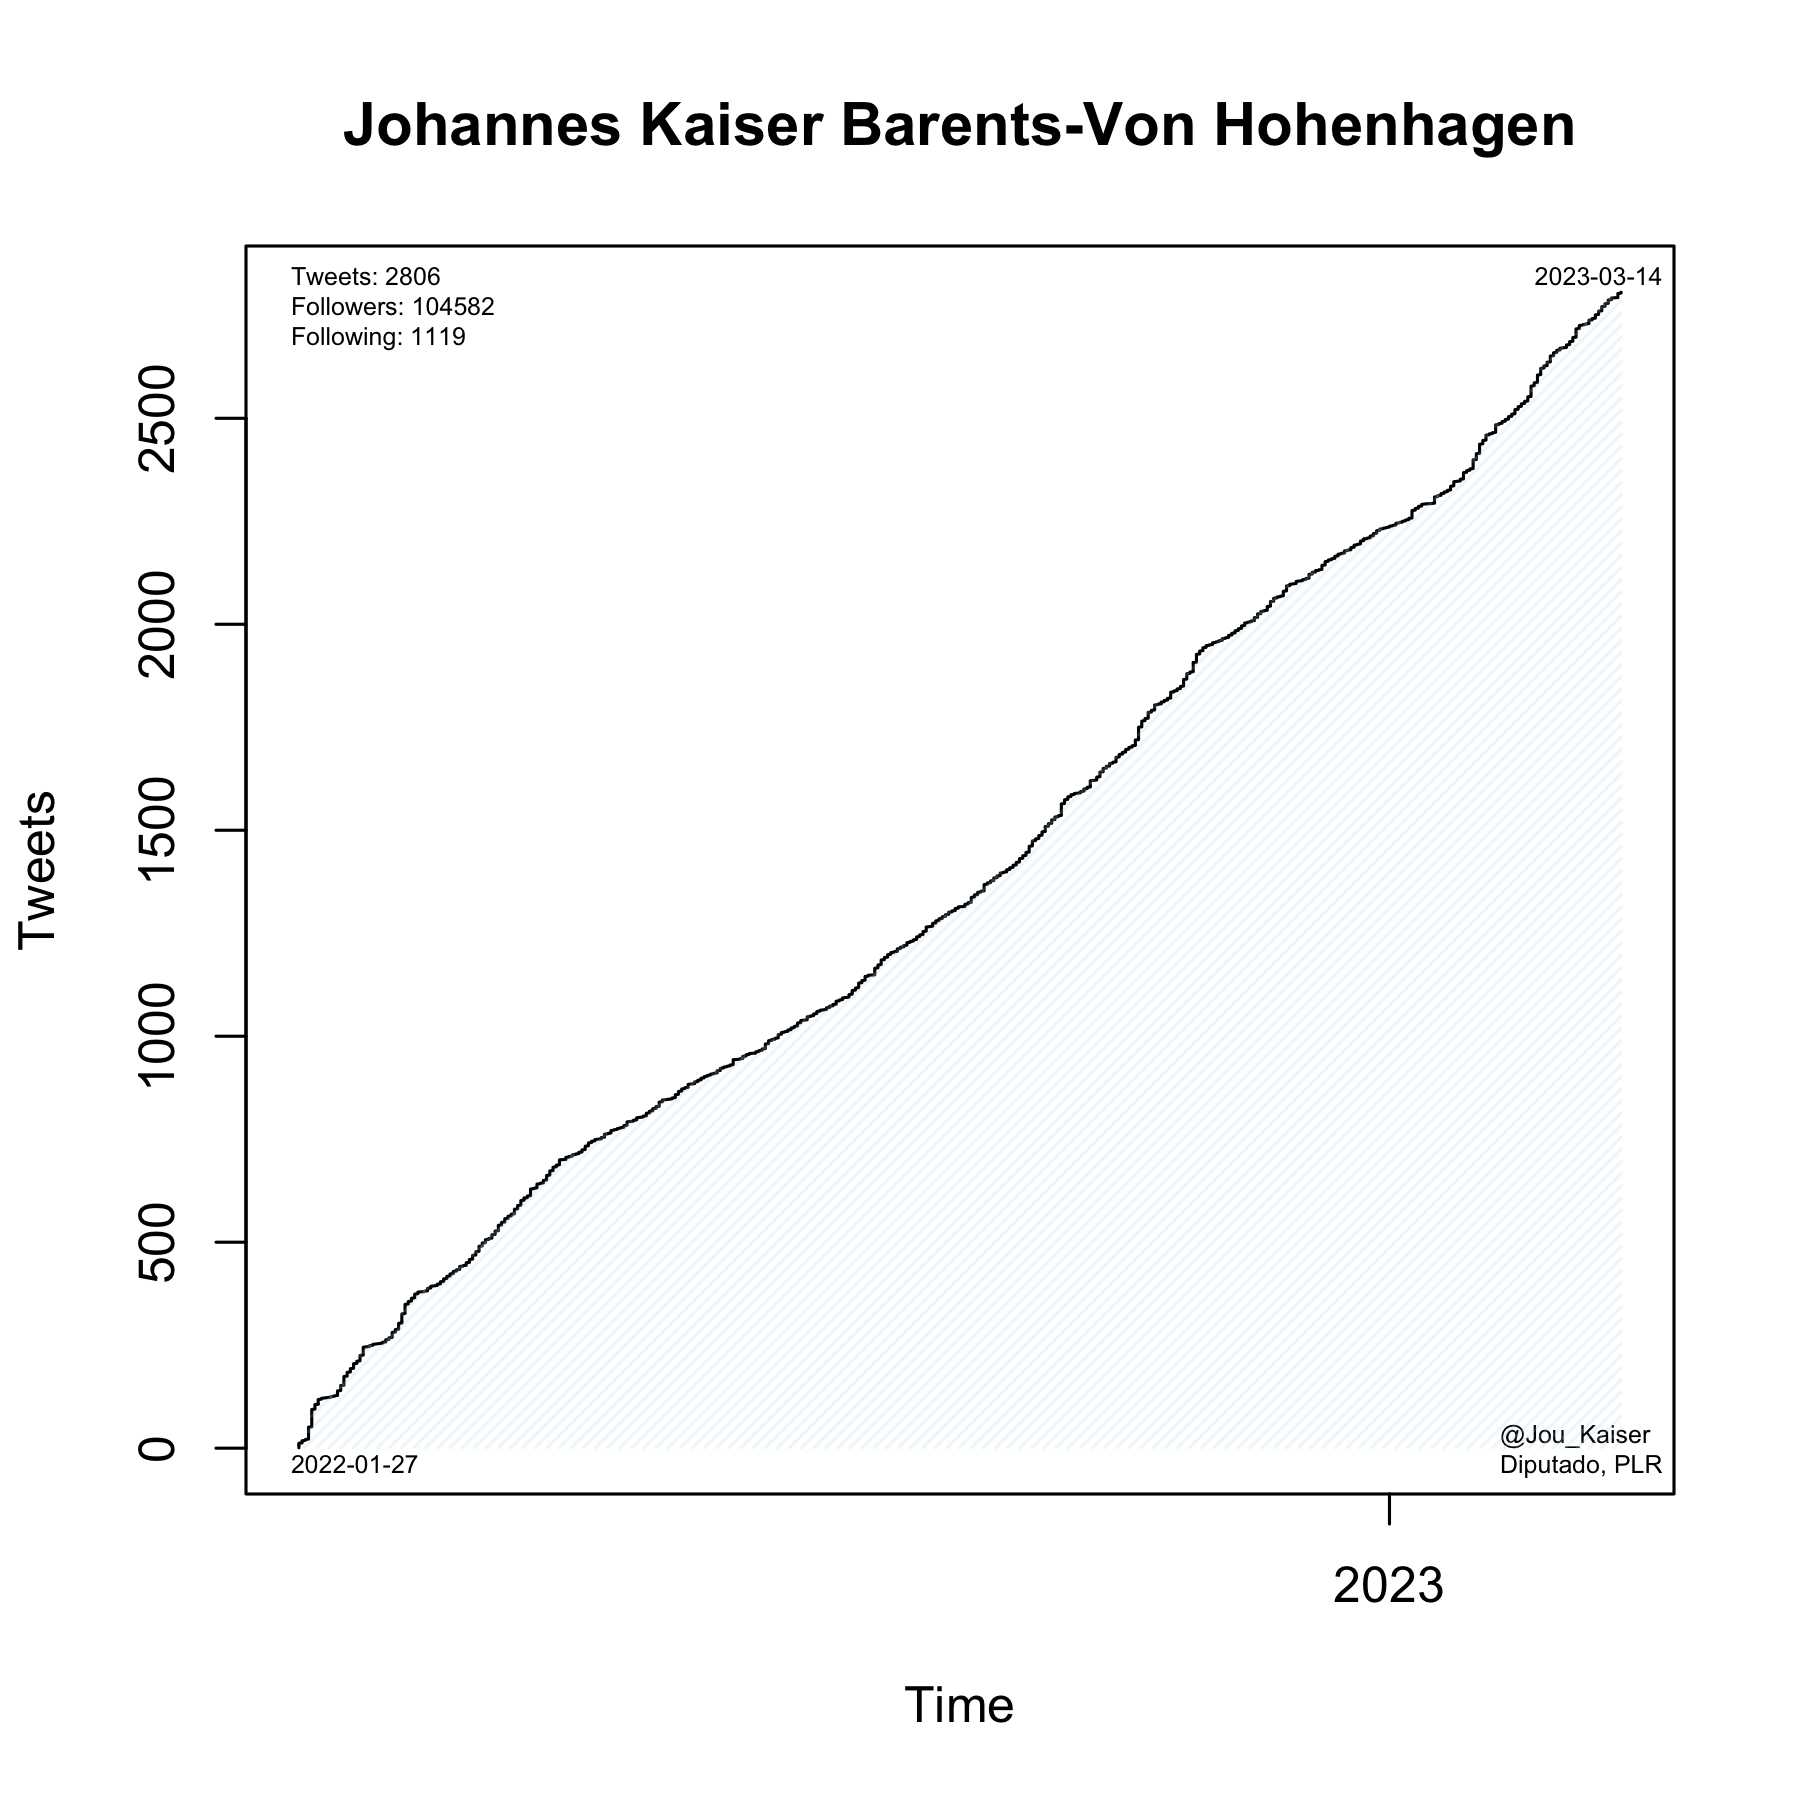 Johannes Kaiser Barents-Von Hohenhagen
Tweets: 2806
Followers: 104582
Following: 1119
2023-03-14
2500
2000
1500
1000
500
0
Tweets
2022-01-27
@Jou_Kaiser
Diputado, PLR
2023
Time